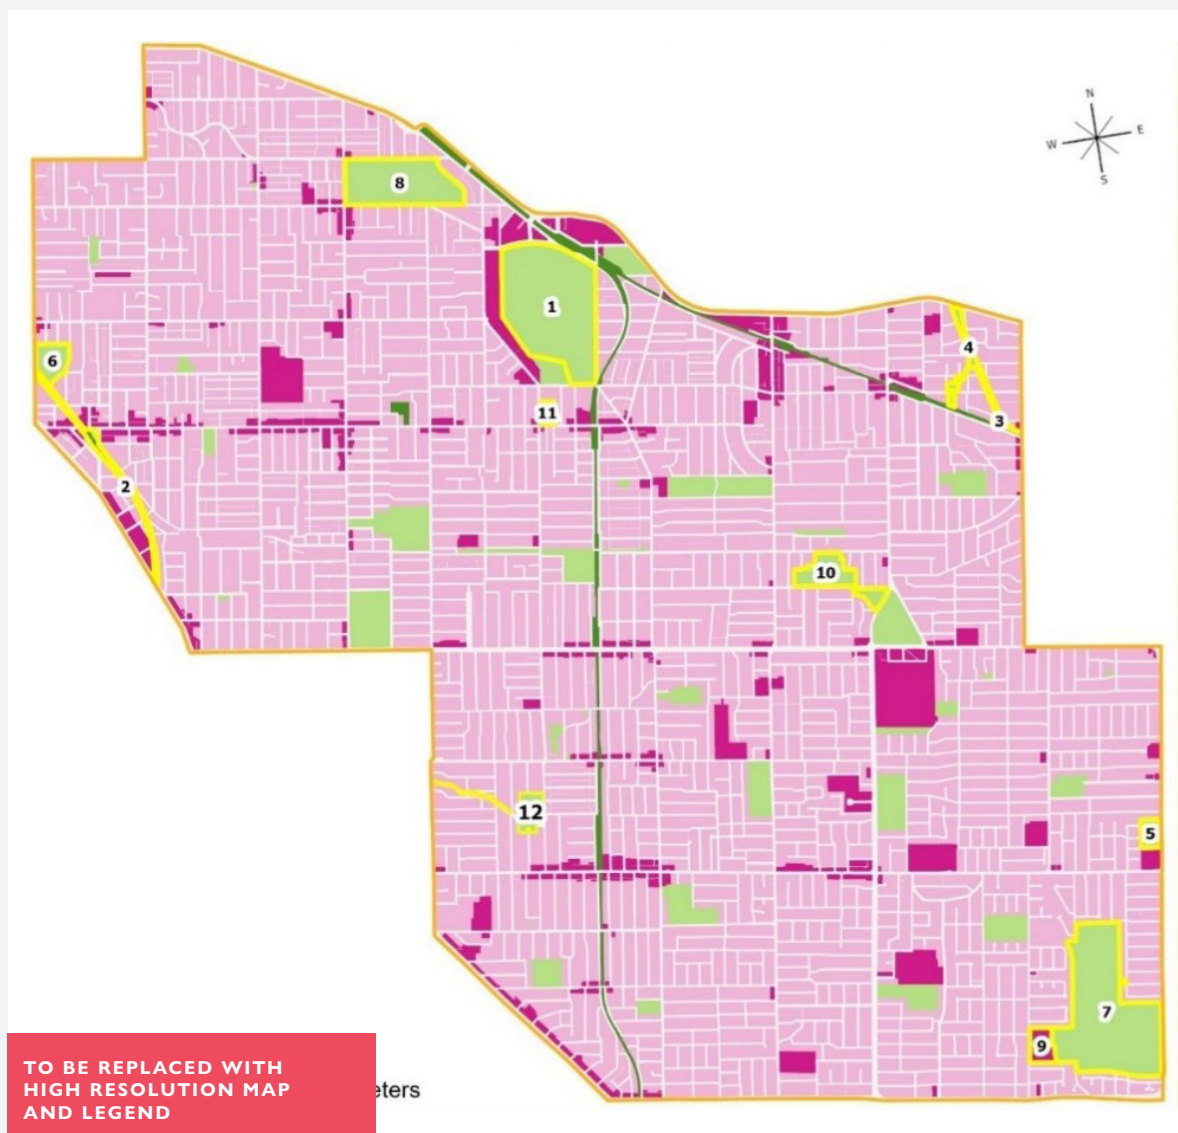 N
W E
S
8
1
6
4
11
3
2
10
12
5
7
9
TO BE REPLACED WITH
HIGH RESOLUTION MAP
AND LEGEND
eters